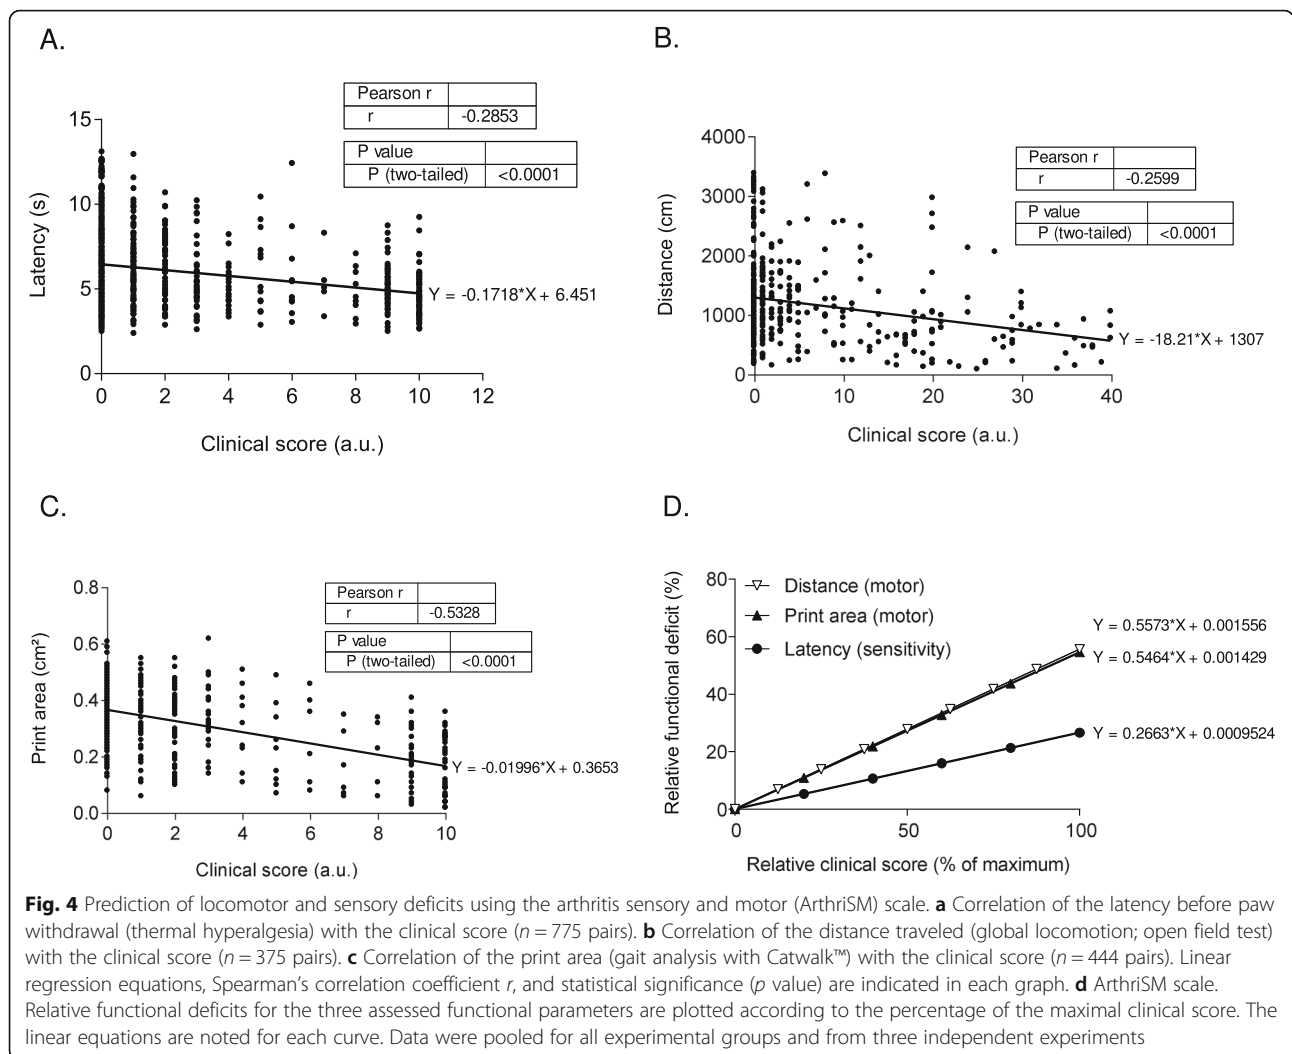 A.
Pearson r
r -0.2853
P value
P (two-tailed) <0.0001
15
10
5
0
Latency (s)
Y = -0.1718*X + 6.451
0 2 4 6 8 10 12
Clinical score (a.u.)
B.
Pearson r
r -0.2599
P value
P (two-tailed) <0.0001
4000
3000
2000
1000
0
Distance (cm)
Y = -18.21*X + 1307
0 10 20 30 40
Clinical score (a.u.)
C.
Pearson r
r -0.5328
P value
P (two-tailed) <0.0001
0.8
0.6
0.4
0.2
0.0
Print area (cm²)
Y = -0.01996*X + 0.3653
0 2 4 6 8 10
Clinical score (a.u.)
D.
80
60
40
20
0
Relative functional deficit (%)
Distance (motor)
Print area (motor)
Latency (sensitivity)
Y = 0.5573*X + 0.001556
Y = 0.5464*X + 0.001429
Y = 0.2663*X + 0.0009524
0 50 100
Relative clinical score (% of maximum)
Fig. 4 Prediction of locomotor and sensory deficits using the arthritis sensory and motor (ArthriSM) scale. a Correlation of the latency before paw
withdrawal (thermal hyperalgesia) with the clinical score (n = 775 pairs). b Correlation of the distance traveled (global locomotion; open field test)
with the clinical score (n = 375 pairs). c Correlation of the print area (gait analysis with Catwalk™) with the clinical score (n = 444 pairs). Linear
regression equations, Spearman's correlation coefficient r, and statistical significance (p value) are indicated in each graph. d ArthriSM scale.
Relative functional deficits for the three assessed functional parameters are plotted according to the percentage of the maximal clinical score. The
linear equations are noted for each curve. Data were pooled for all experimental groups and from three independent experiments